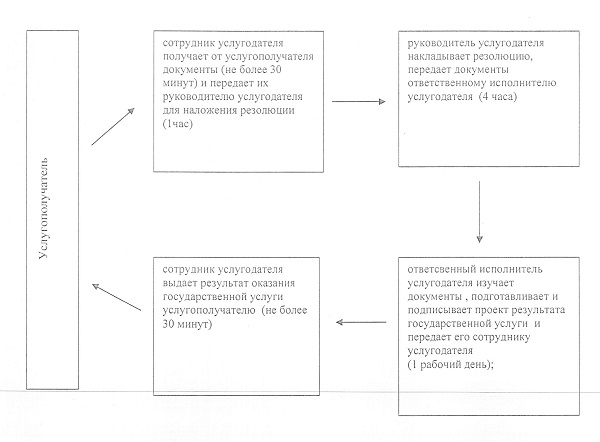 Услугополучатель
сотрудник услугодателя
получает от услугополучателя
документы (не более 30
минут) и передает их
руководителю услугодателя
для наложения резолюции
(1час)
руководитель услугодателя
накладывает резолюцию,
передает документы
ответственному исполнителю
услугодателя (4 часа)
ответсвенный исполнитель
услугодателя изучает
документы , подготавливает и
подписывает проект результата
государственной услуги и
передает его сотруднику
услугодателя
(1 рабочий день);
сотрудник услугодателя
выдает результат оказания
государственной услуги
услугополучателю (не более
30 минут)